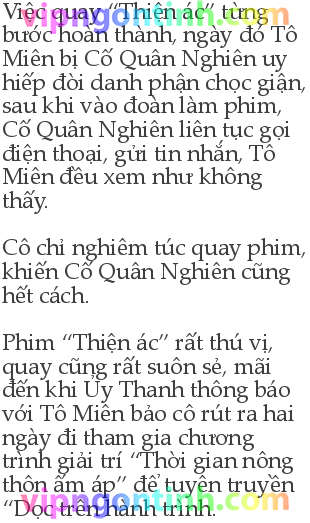 Việc quay “Thiện ác” từng
bước hoàn thành, ngày đó Tô
Miên bị Cố Quân Nghiên uy
hiếp đòi danh phận chọc giận,
sau khi vào đoàn làm phim,
Cố Quân Nghiên liên tục gọi
điện thoại, gửi tin nhắn, Tô
Miên đều xem như không
thấy.
Cô chỉ nghiêm túc quay phim,
khiến Cố Quân Nghiên cũng
hết cách.
Phim “Thiện ác” rất thú vị,
quay cũng rất suôn sẻ, mãi
đến khi Ủy Thanh thông báo
với Tô Miên bảo cô rút ra hai
ngày đi tham gia chương
trình giải trí “Thời gian nông
thôn ấm áp” để tuyên truyền
“Dọc trên hành trình.
vipngontinh.com
vipngontinh.com